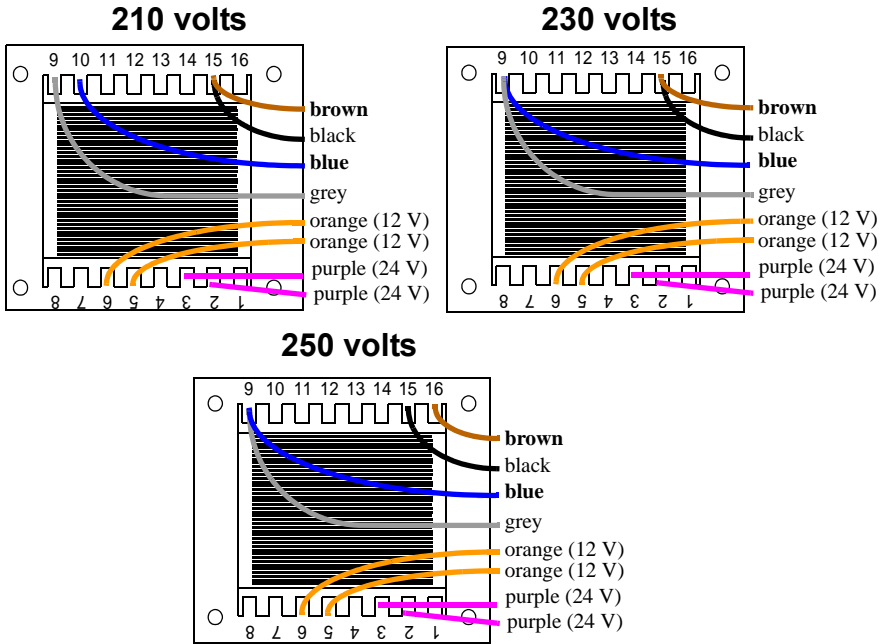 210 volts
9 10 11 12 13 14 15 16
brown
black
blue
grey
orange (12 V)
orange (12 V)
purple (24 V)
purple (24 V)
8 7 6 5 4 3 2 1
230 volts
9 10 11 12 13 14 15 16
brown
black
blue
grey
orange (12 V)
orange (12 V)
purple (24 V)
purple (24 V)
8 7 6 5 4 3 2 1
250 volts
9 10 11 12 13 14 15 16
brown
black
blue
grey
orange (12 V)
orange (12 V)
purple (24 V)
purple (24 V)
8 7 6 5 4 3 2 1